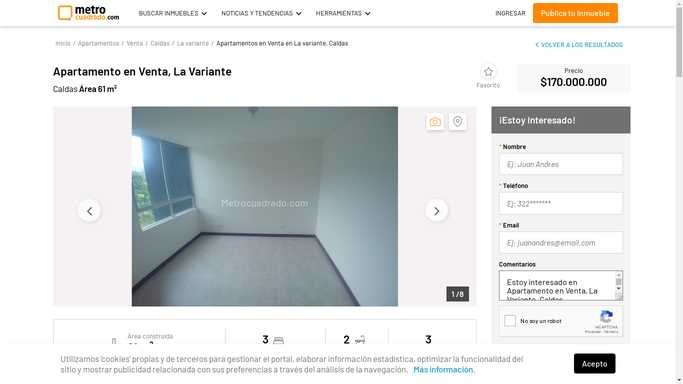 metro
cuadrado.com
BUSCAR INMUEBLES
NOTICIAS Y TENDENCIAS
HERRAMIENTAS
INGRESAR
Publica tu inmueble
Inicio / Apartamentos / Venta / Caldas / La variante / Apartamentos en Venta en La variante, Caldas
VOLVER A LOS RESULTADOS
Apartamento en Venta, La Variante
Caldas Área 61 m²
Favorito
Precio
$170.000.000
Metrocuadrado.com
1 / 8
¡Estoy Interesado!
* Nombre
Ej: Juan Andres
* Teléfono
Ej: 322*******
* Email
Ej: juanandres@email.com
Comentarios
Estoy interesado en
Apartamento en Venta, La
Variante, Caldas
No soy un robot
reCAPTCHA
Privacidad - Términos
Área construida
3
2
3
Utilizamos 'cookies' propias y de terceros para gestionar el portal, elaborar información estadística, optimizar la funcionalidad del
sitio y mostrar publicidad relacionada con sus preferencias a través del análisis de la navegación. Más información.
Acepto